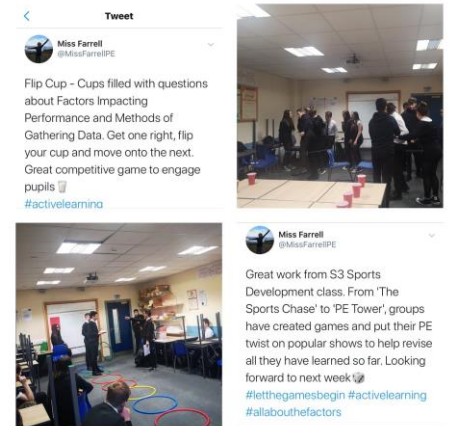 Tweet
Miss Farrell
@MissFarrellPE
Flip Cup - Cups filled with questions
about Factors Impacting
Performance and Methods of
Gathering Data. Get one right, flip
your cup and move onto the next.
Great competitive game to engage
pupils
#activelearning
Miss Farrell
@MissFarrellPE
Great work from S3 Sports
Development class. From 'The
Sports Chase' to 'PE Tower', groups
have created games and put their PE
twist on popular shows to help revise
all they have learned so far. Looking
forward to next week
#letthegamesbegin #activelearning
#allabouthefactors